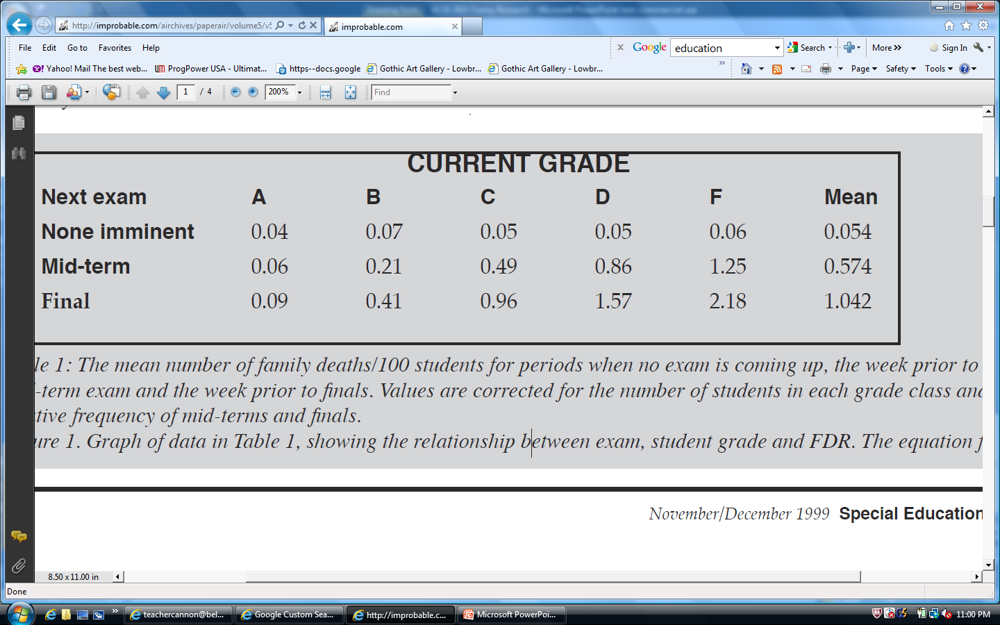 http://improbable.com/airchives/paperair/volume5/v5
improbable.com
File Edit Go to Favorites Help
Google education Search More >> Sign In
Yahoo! Mail The best web... ProgPower USA - Ultimat... https--docs.google Gothic Art Gallery - Lowbr... Gothic Art Gallery - Lowbr... Page Safety Tools
1 / 4 200% Find
CURRENT GRADE
Next exam A B C D F Mean
None imminent 0.04 0.07 0.05 0.05 0.06 0.054
Mid-term 0.06 0.21 0.49 0.86 1.25 0.574
Final 0.09 0.41 0.96 1.57 2.18 1.042
le 1: The mean number of family deaths/100 students for periods when no exam is coming up, the week prior to
-term exam and the week prior to finals. Values are corrected for the number of students in each grade class and
tive frequency of mid-terms and finals.
ure 1. Graph of data in Table 1, showing the relationship between exam, student grade and FDR. The equation f
November/December 1999 Special Education
8.50 x 11.00 in
Done
teachercannon@bel... Google Custom Sea... http://improbable.c... Microsoft PowerPoi... 11:00 PM